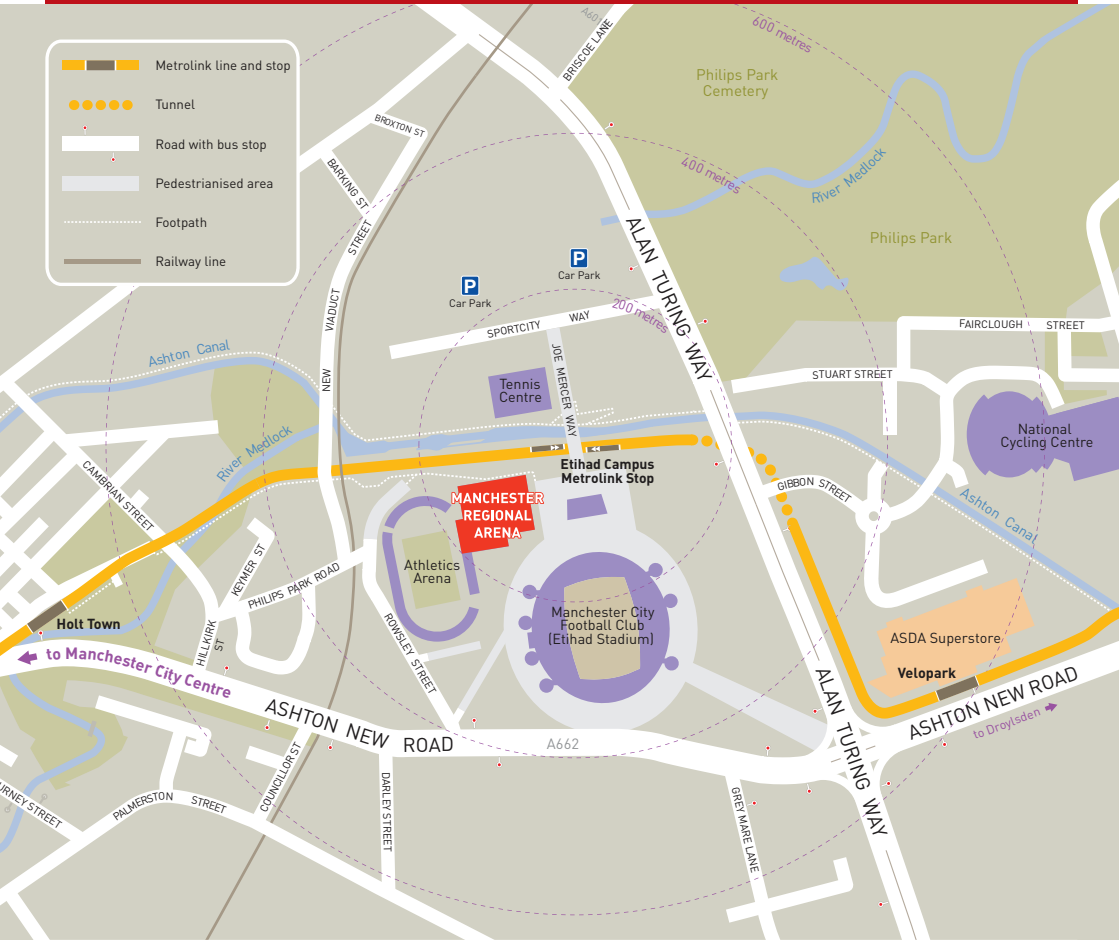 Metrolink line and stop
Tunnel
Road with bus stop
Pedestrianised area
Footpath
Railway line
BRISCOE LANE
600 metres
Philips Park
Cemetery
BROXTON ST
BARKING ST
400 metres
River Medlock
ALAN TURING WAY
Philips Park
VIADUCT STREET
NEW
P
Car Park
P
Car Park
200 metres
SPORTCITY WAY
FAIRCLOUGH STREET
Ashton Canal
JOE MERCER WAY
STUART STREET
Tennis
Centre
National
Cycling Centre
River Medlock
Etihad Campus
Metrolink Stop
CAMBRIAN STREET
GIBBON STREET
Ashton Canal
MANCHESTER
REGIONAL
ARENA
Athletics
Arena
KEYMER ST
PHILIPS PARK ROAD
Manchester City
Football Club
(Etihad Stadium)
Holt Town
HILLKIRK
ST
ROWSLEY STREET
ASDA Superstore
Velopark
to Manchester City Centre
ASHTON NEW ROAD
A662
ALAN TURING WAY
ASHTON NEW ROAD
to Droylsden
COUNCILLOR ST
DARLEY STREET
GREY MARE LANE
PALMERSTON STREET
URNEY STREET